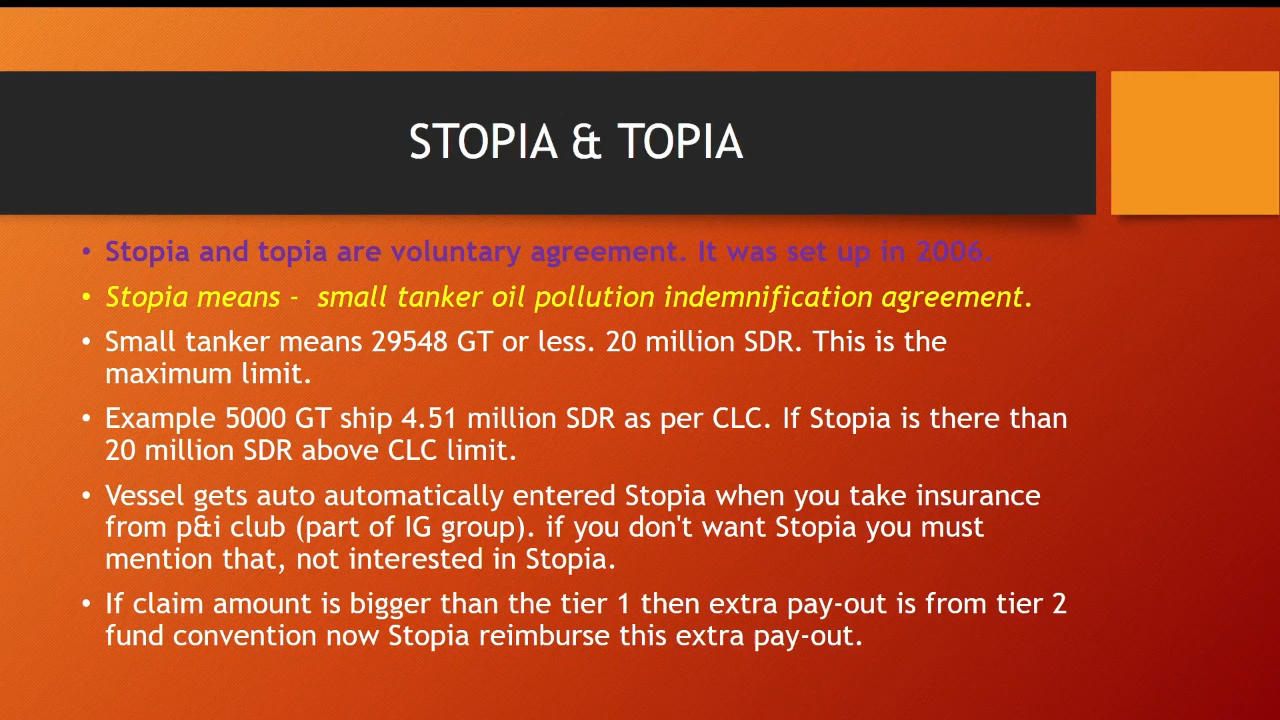 STOPIA & TOPIA
• Stopia and topia are voluntary agreement. It was set up in 2006.
• Stopia means -  small tanker oil pollution indemnification agreement.
• Small tanker means 29548 GT or less. 20 million SDR. This is the
maximum limit.
• Example 5000 GT ship 4.51 million SDR as per CLC. If Stopia is there than
20 million SDR above CLC limit.
• Vessel gets auto automatically entered Stopia when you take insurance
from p&i club (part of IG group). if you don't want Stopia you must
mention that, not interested in Stopia.
• If claim amount is bigger than the tier 1 then extra pay-out is from tier 2
fund convention now Stopia reimburse this extra pay-out.